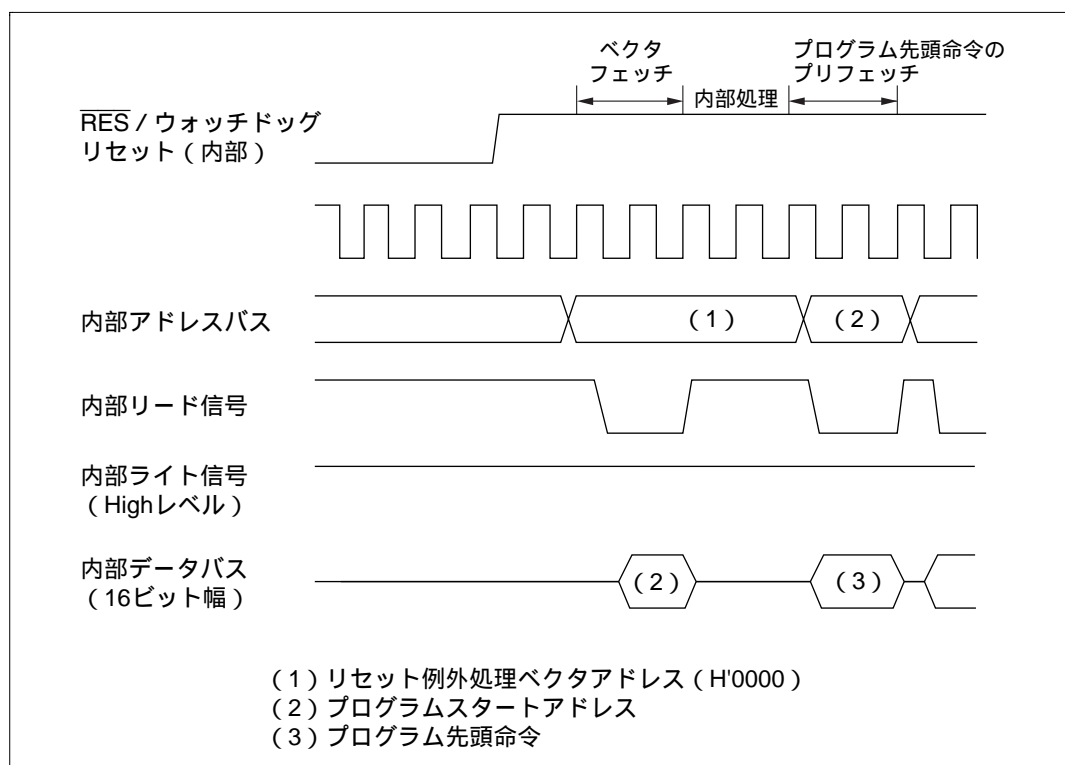 ベクタ
フェッチ
内部処理
プログラム先頭命令の
プリフェッチ
RES / ウォッチドッグ
リセット（内部）
内部アドレスバス
（1）
（2）
内部リード信号
内部ライト信号
（Highレベル）
内部データバス
（16ビット幅）
（2）
（3）
（1）リセット例外処理ベクタアドレス（H'0000）
（2）プログラムスタートアドレス
（3）プログラム先頭命令